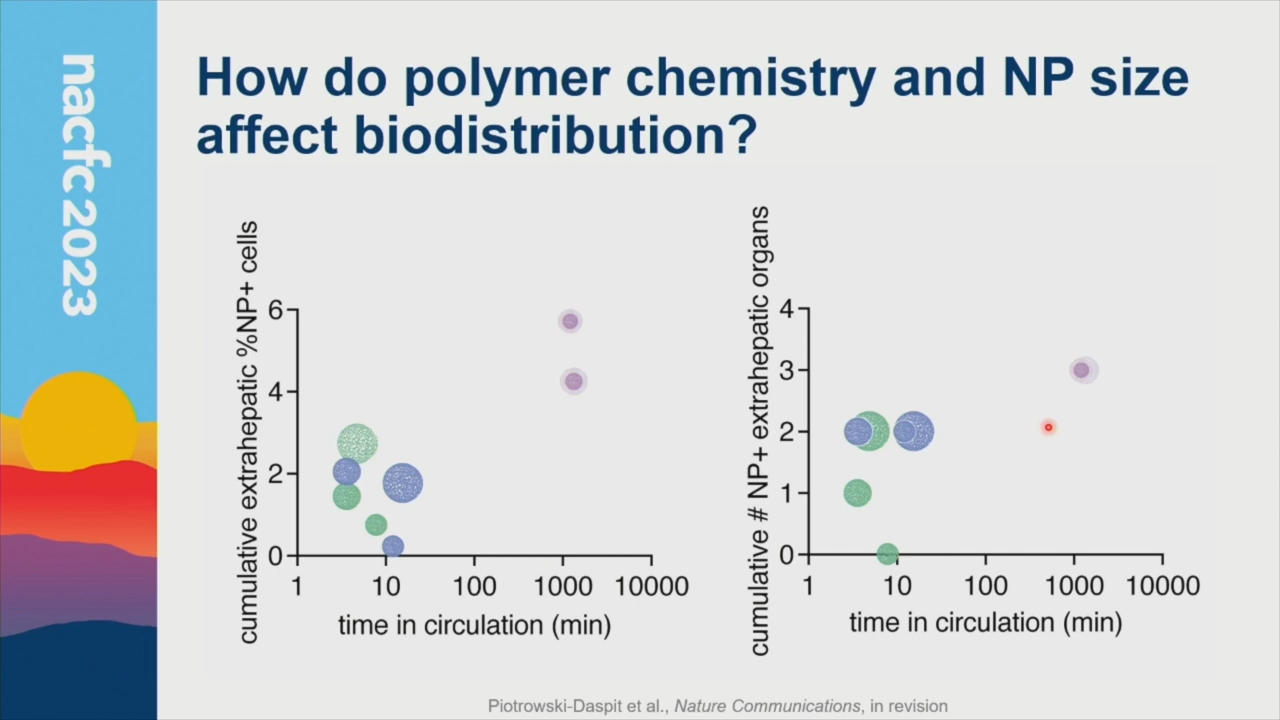 nacfc 2023
How do polymer chemistry and NP size
affect biodistribution?
cumulative extrahepatic %NP+ cells
6
4
2
0
1 10 100 1000 10000
time in circulation (min)
cumulative # NP+ extrahepatic organs
4
3
2
1
0
1 10 100 1000 10000
time in circulation (min)
Piotrowski-Daspit et al., Nature Communications, in revision